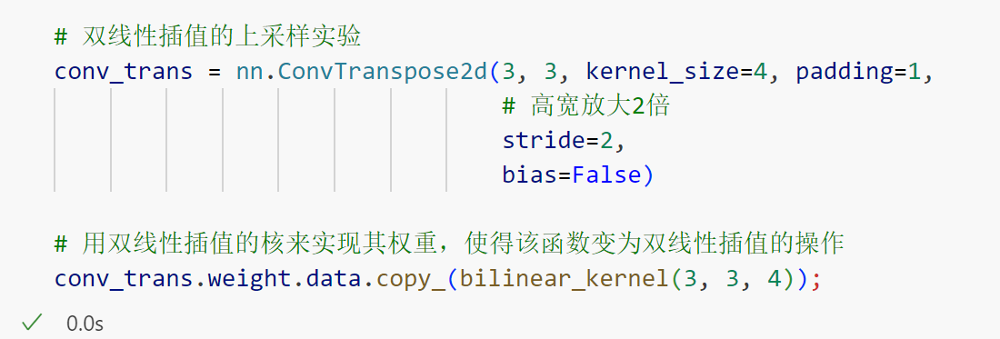 # 双线性插值的上采样实验
conv_trans = nn.ConvTranspose2d(3, 3, kernel_size=4, padding=1,
# 高宽放大2倍
stride=2,
bias=False)
# 用双线性插值的核来实现其权重，使得该函数变为双线性插值的操作
conv_trans.weight.data.copy_(bilinear_kernel(3, 3, 4));
0.0s